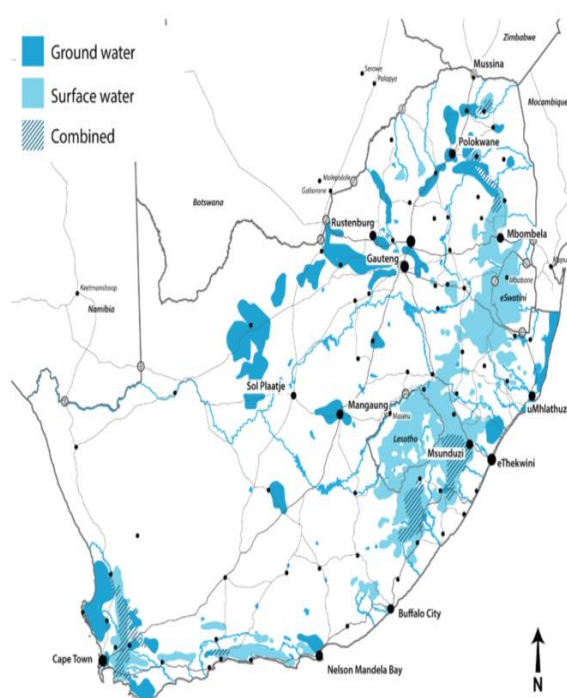 Ground water
Surface water
Combined
Zimbabwe
Mussina
Serowe
Palapye
Mocambique
Polokwane
Molepolole
Gaborone
Botswana
Rustenburg
Mbombela
Gauteng
Mbabane
Keetmanshoop
eSwatini
Namibia
Sol Plaatje
Mangaung
uMhlathuz
Maseru
Lesotho
Msunduzi
eThekwini
Buffalo City
Cape Town
Nelson Mandela Bay
N